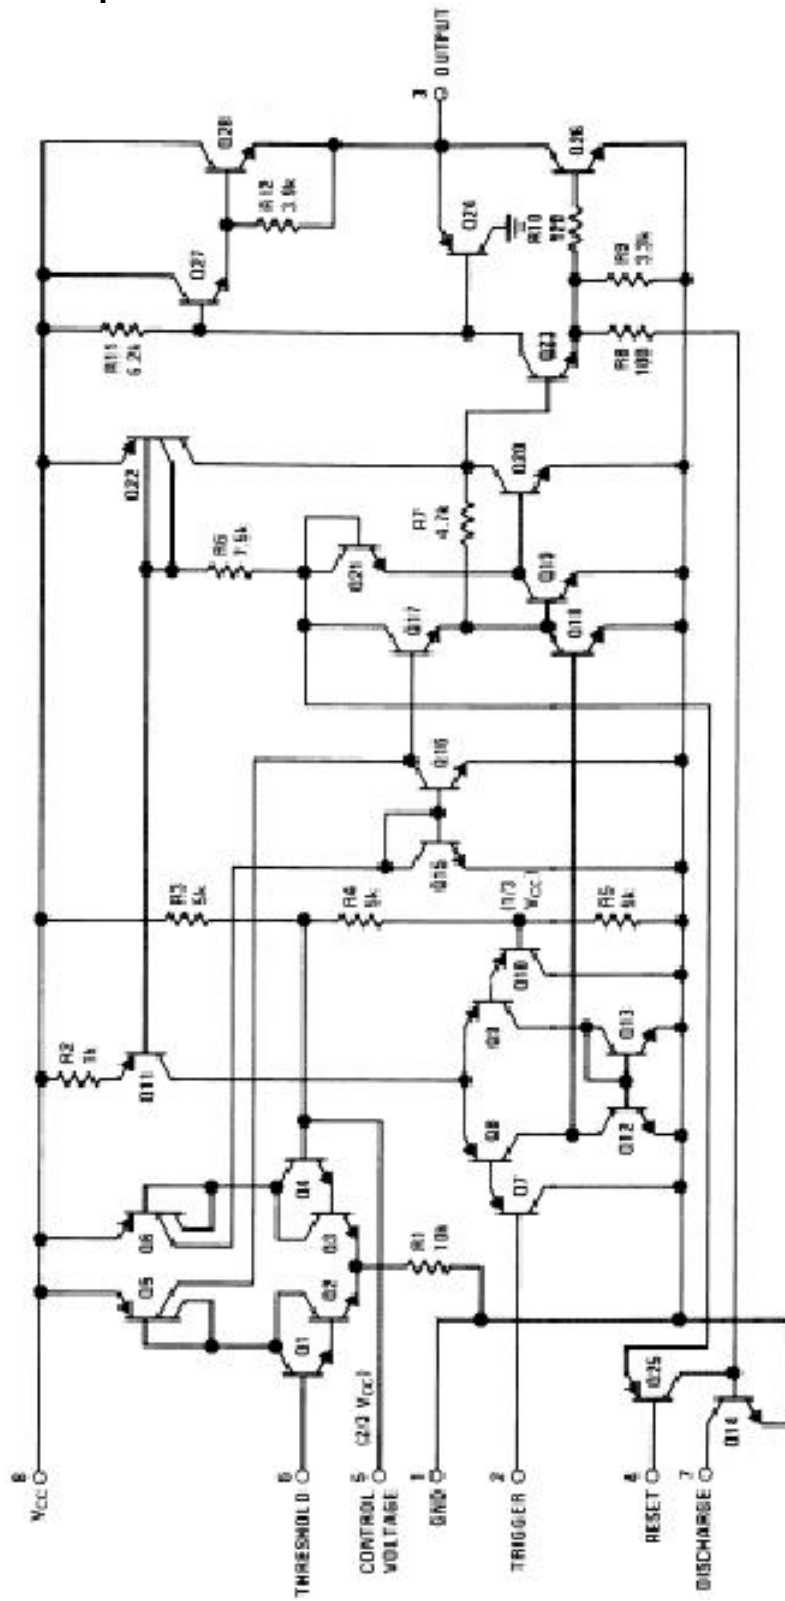 VCC 8
THRESHOLD 6
(2/3 VCC)
CONTROL VOLTAGE 5
GND 1
TRIGGER 2
RESET 4
DISCHARGE 7
Q5
Q6
Q1
Q2
Q3
Q4
R1
10k
Q25
Q14
R2
1k
Q11
Q7
Q8
Q9
Q10
Q12
Q13
R3
5k
R4
5k
(1/3 VCC)
R5
5k
Q15
Q16
Q17
Q18
Q19
Q20
Q21
R6
7.5k
R7
4.7k
Q22
R11
6.2k
Q27
Q28
R12
3.9k
Q23
Q24
R10
220
R8
100
R9
3.3k
Q26
3 OUTPUT